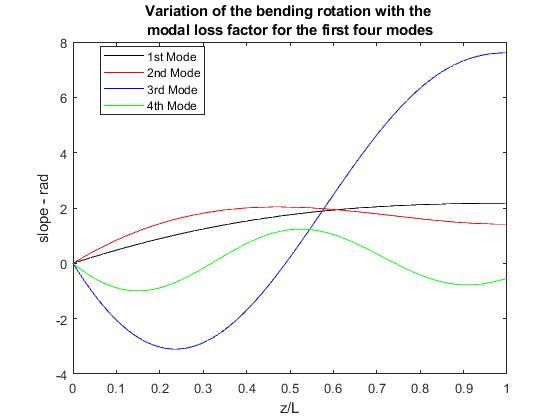 Variation of the bending rotation with the
modal loss factor for the first four modes
8
6
4
2
0
-2
-4
slope - rad
1st Mode
2nd Mode
3rd Mode
4th Mode
0 0.1 0.2 0.3 0.4 0.5 0.6 0.7 0.8 0.9 1
z/L